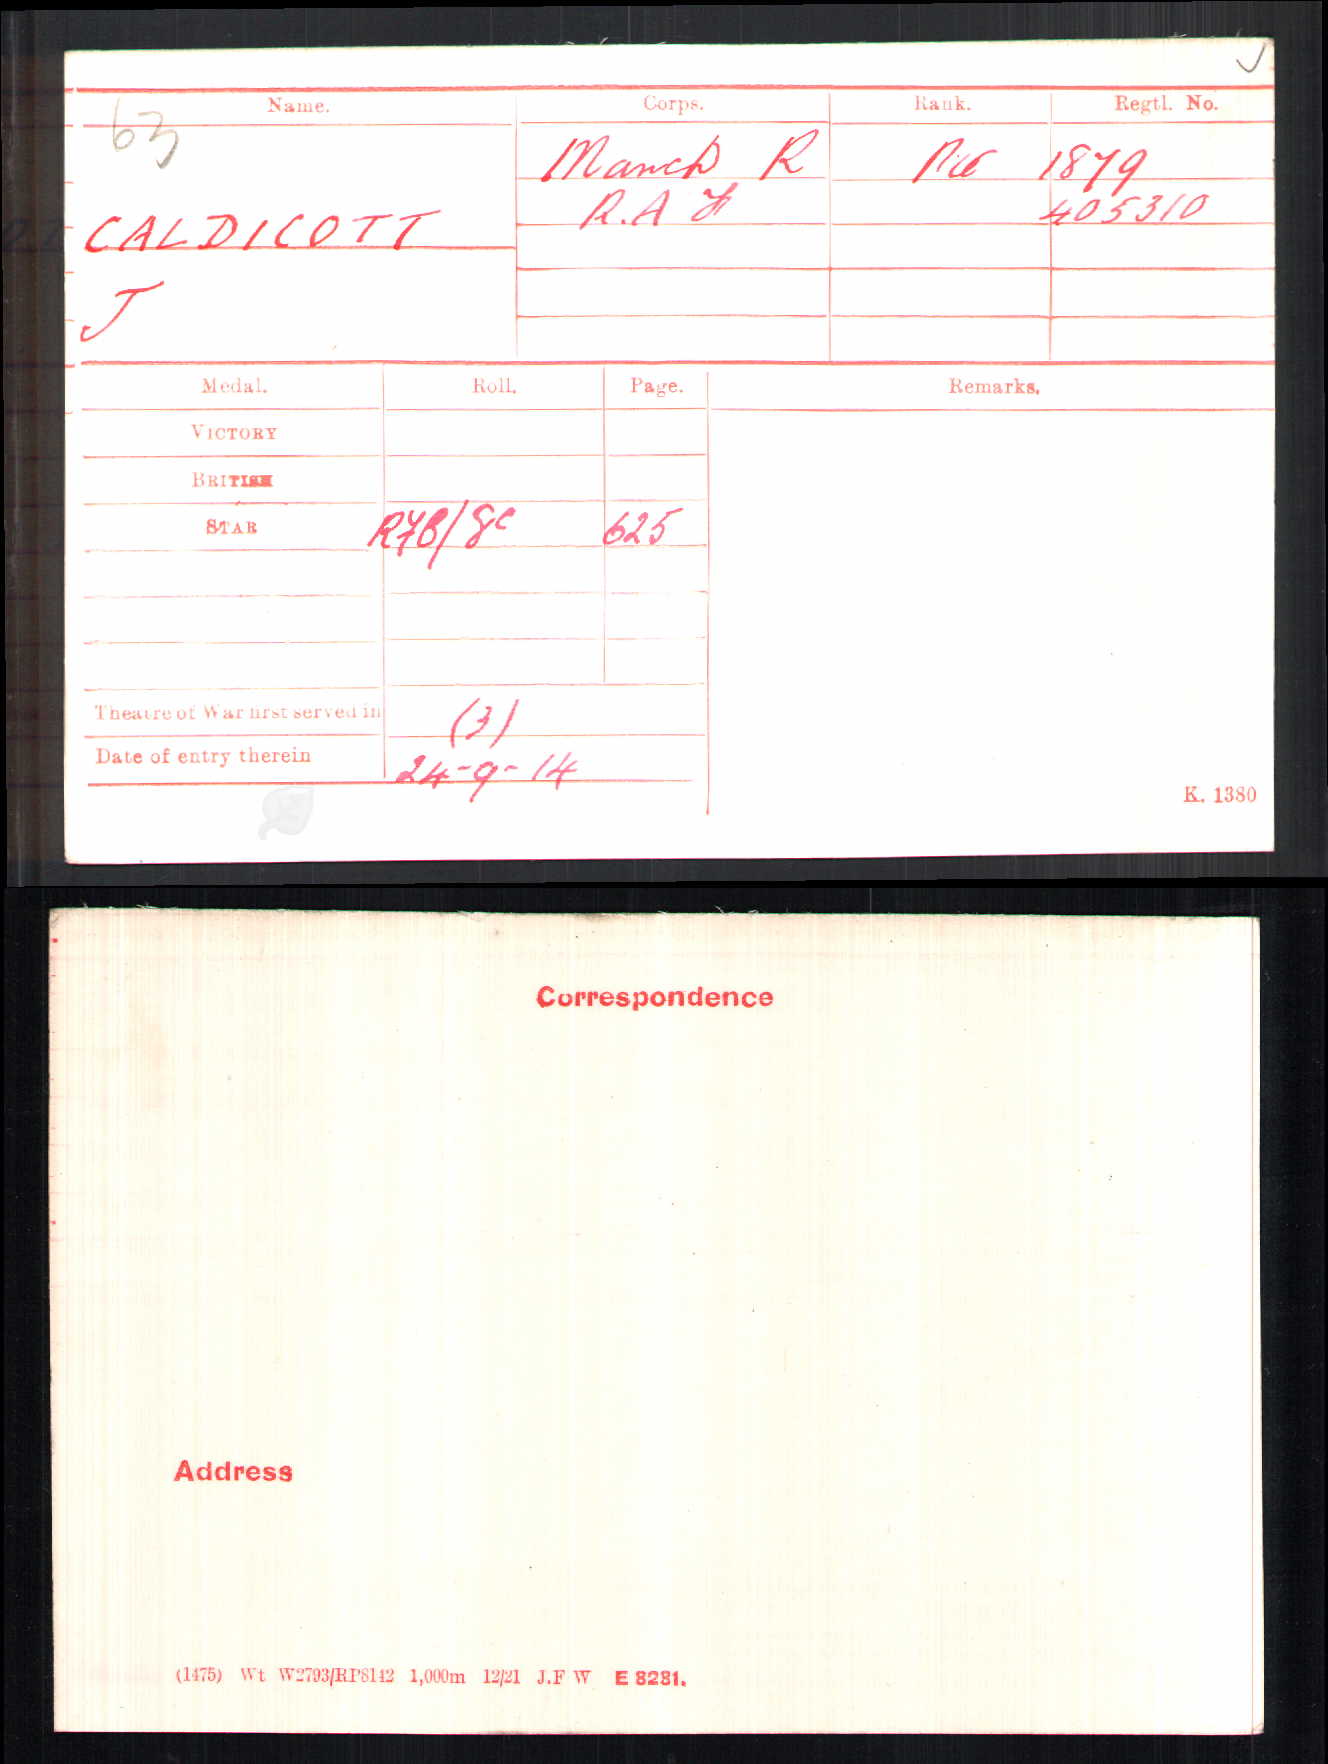 63
Name. Corps. Rank. Regtl. No.
Manch R Pte 1879
R.A F 405310
CALDICOTT
J
Medal. Roll. Page. Remarks.
VICTORY
BRITISH
STAR R7B/8C 625
Theatre of War first served in (3)
Date of entry therein 24-9-14
K. 1380
Correspondence
Address
(1475) Wt W2793/RP8142 1,000m 12/21 J.F W E 8281.